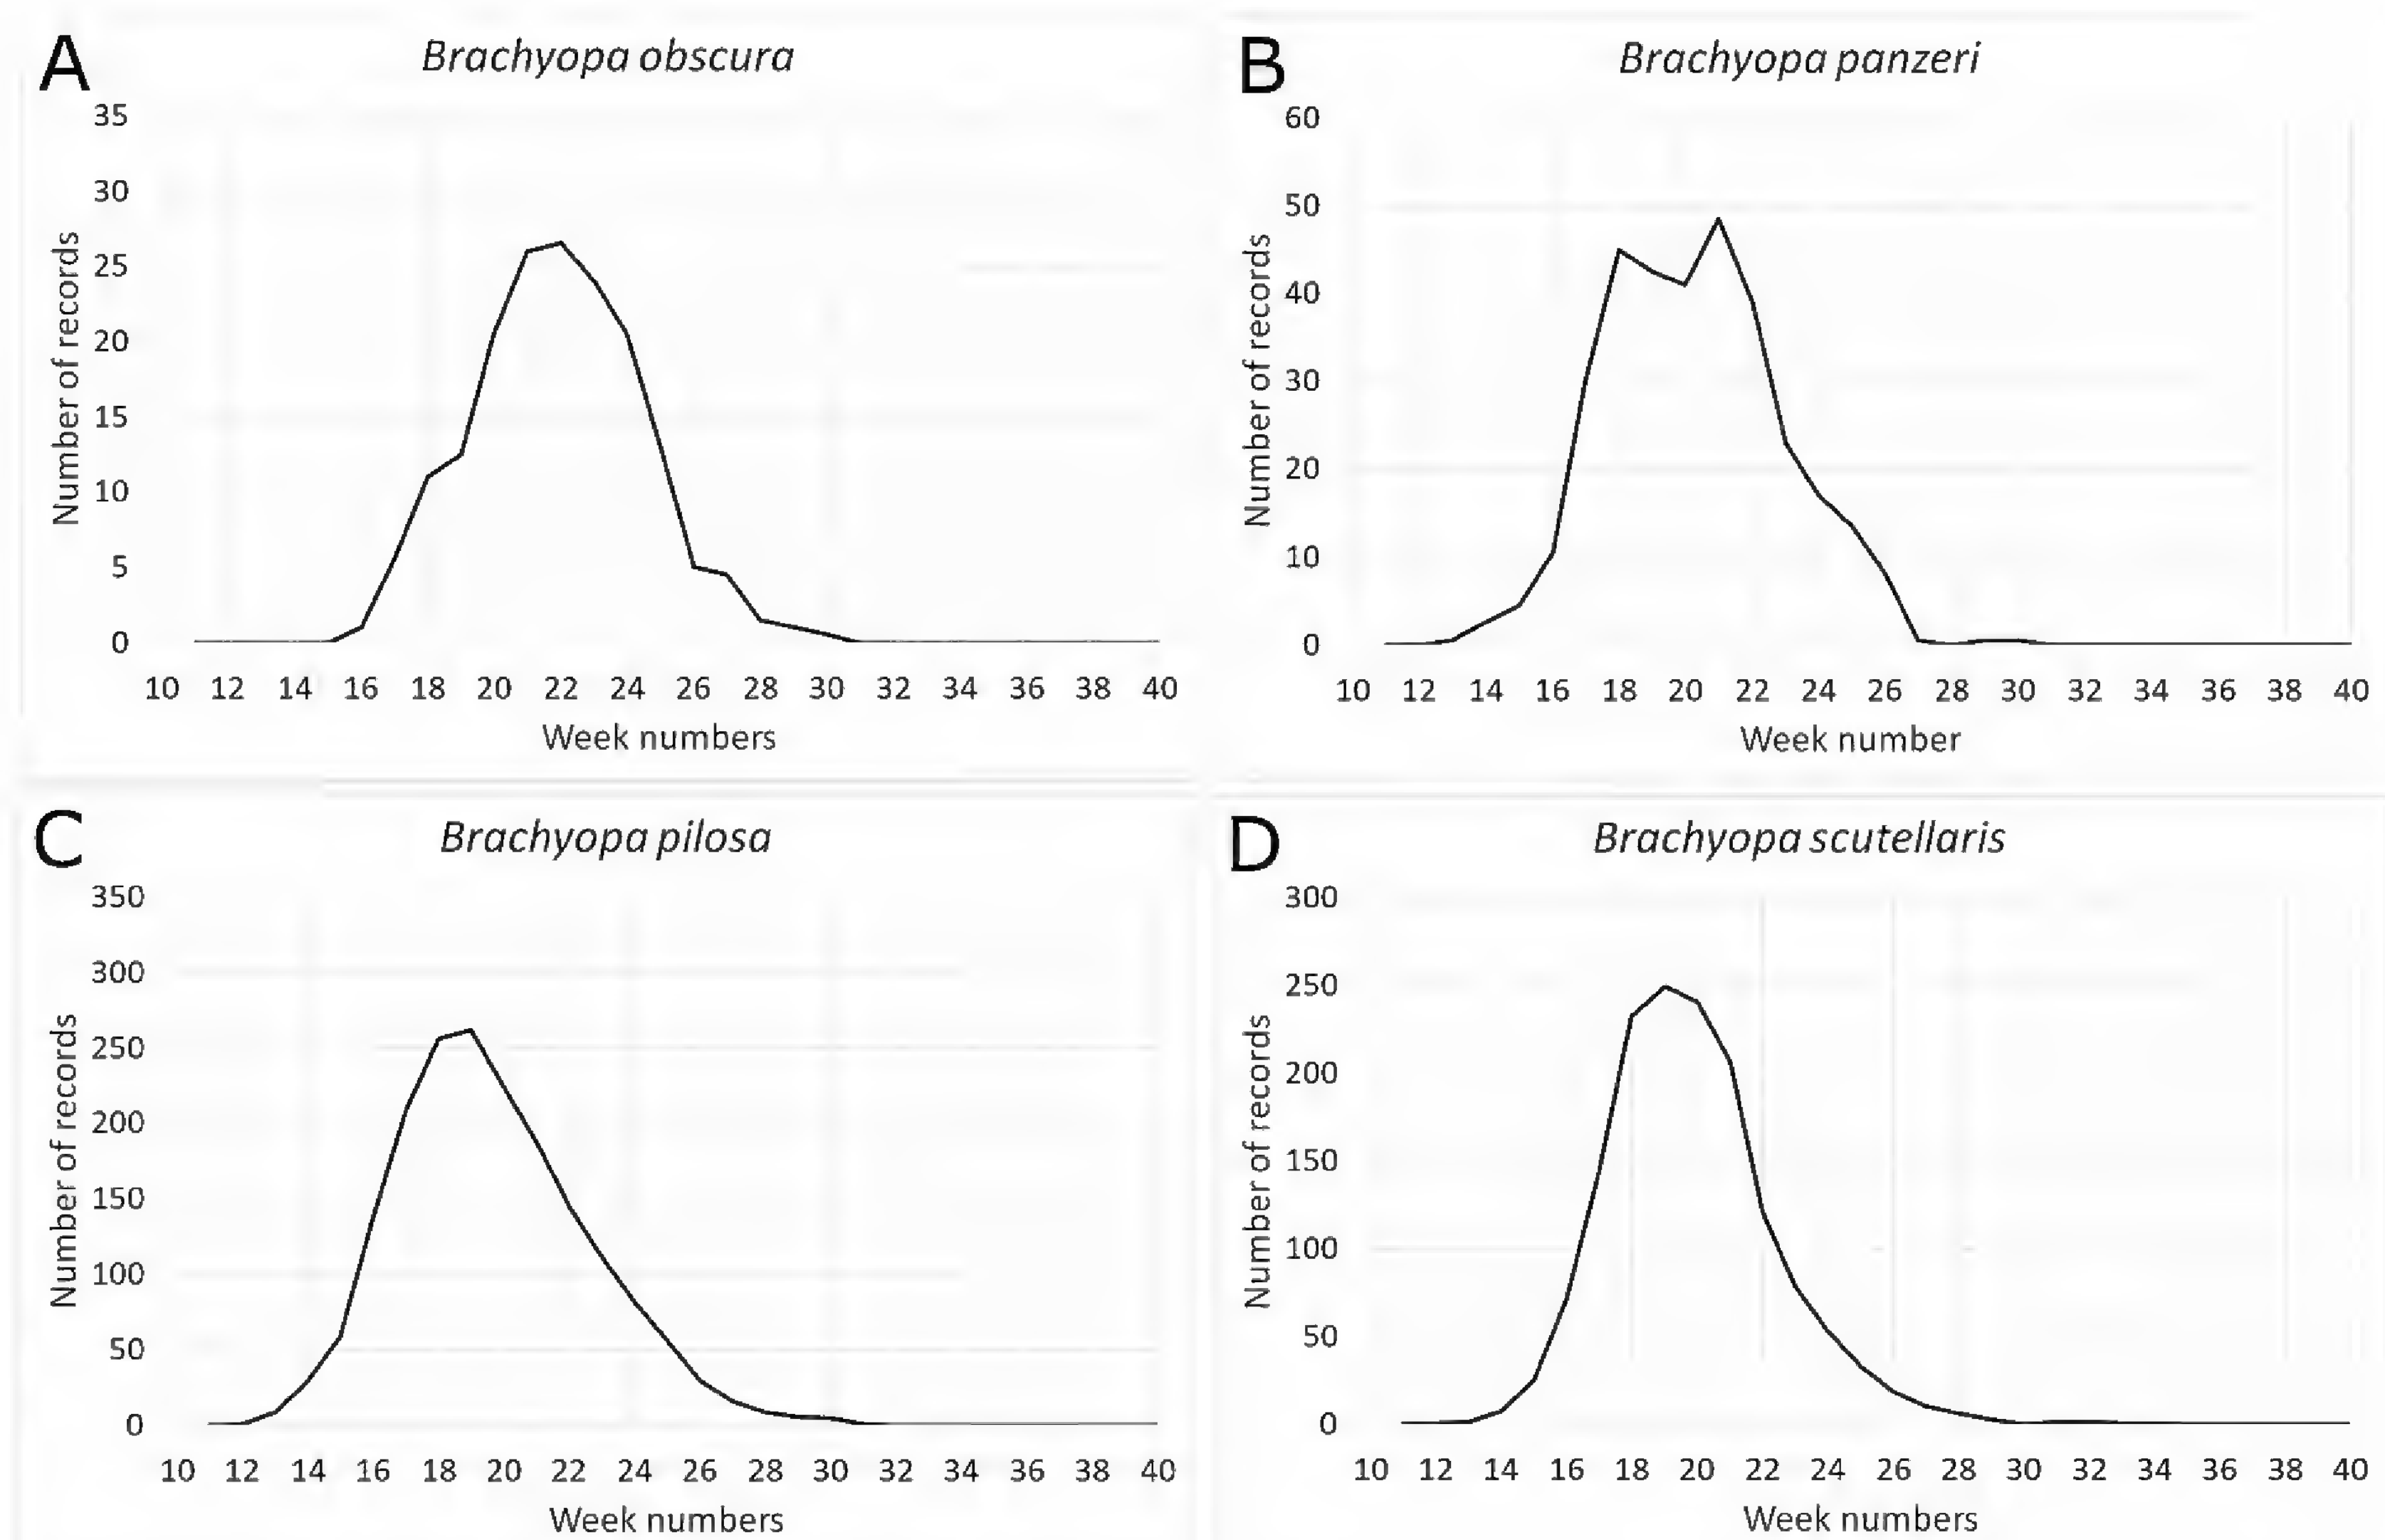 A
Brachyopa obscura
35
30
25
20
15
10
5
0
Number of records
10 12 14 16 18 20 22 24 26 28 30 32 34 36 38 40
Week numbers
B
Brachyopa panzeri
60
50
40
30
20
10
0
Number of records
10 12 14 16 18 20 22 24 26 28 30 32 34 36 38 40
Week number
C
Brachyopa pilosa
350
300
250
200
150
100
50
0
Number of records
10 12 14 16 18 20 22 24 26 28 30 32 34 36 38 40
Week numbers
D
Brachyopa scutellaris
300
250
200
150
100
50
0
Number of records
10 12 14 16 18 20 22 24 26 28 30 32 34 36 38 40
Week numbers